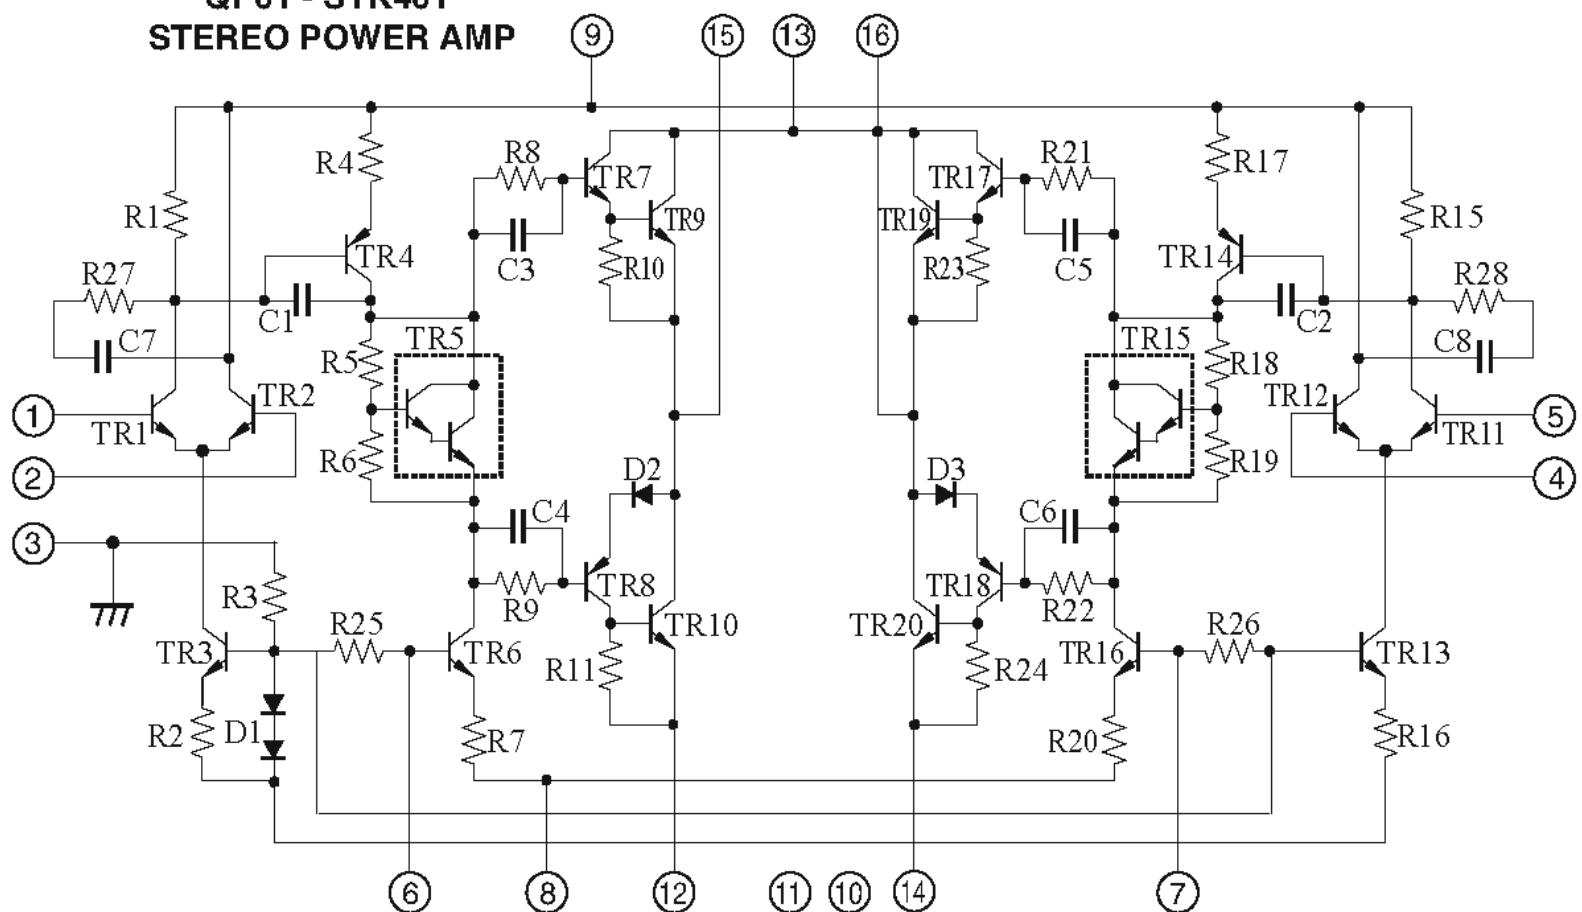 STEREO POWER AMP
9 15 13 16
R4 R8 TR7 TR17 R21 R17
R1 TR9 TR19 R15
TR4 C3 R10 R23 C5 TR14
R27 R28
C1 C2
C7 R5 TR5 TR15 R18 C8
1 TR1 TR2 TR12 TR11 5
2 R6 D2 D3 R19 4
3 C4 C6
R3 R25 R9 TR8 TR18 R22 R26
TR3 TR6 TR10 TR20 TR16 TR13
R11 R24
R2 D1 R7 R20 R16
6 8 12 11 10 14 7